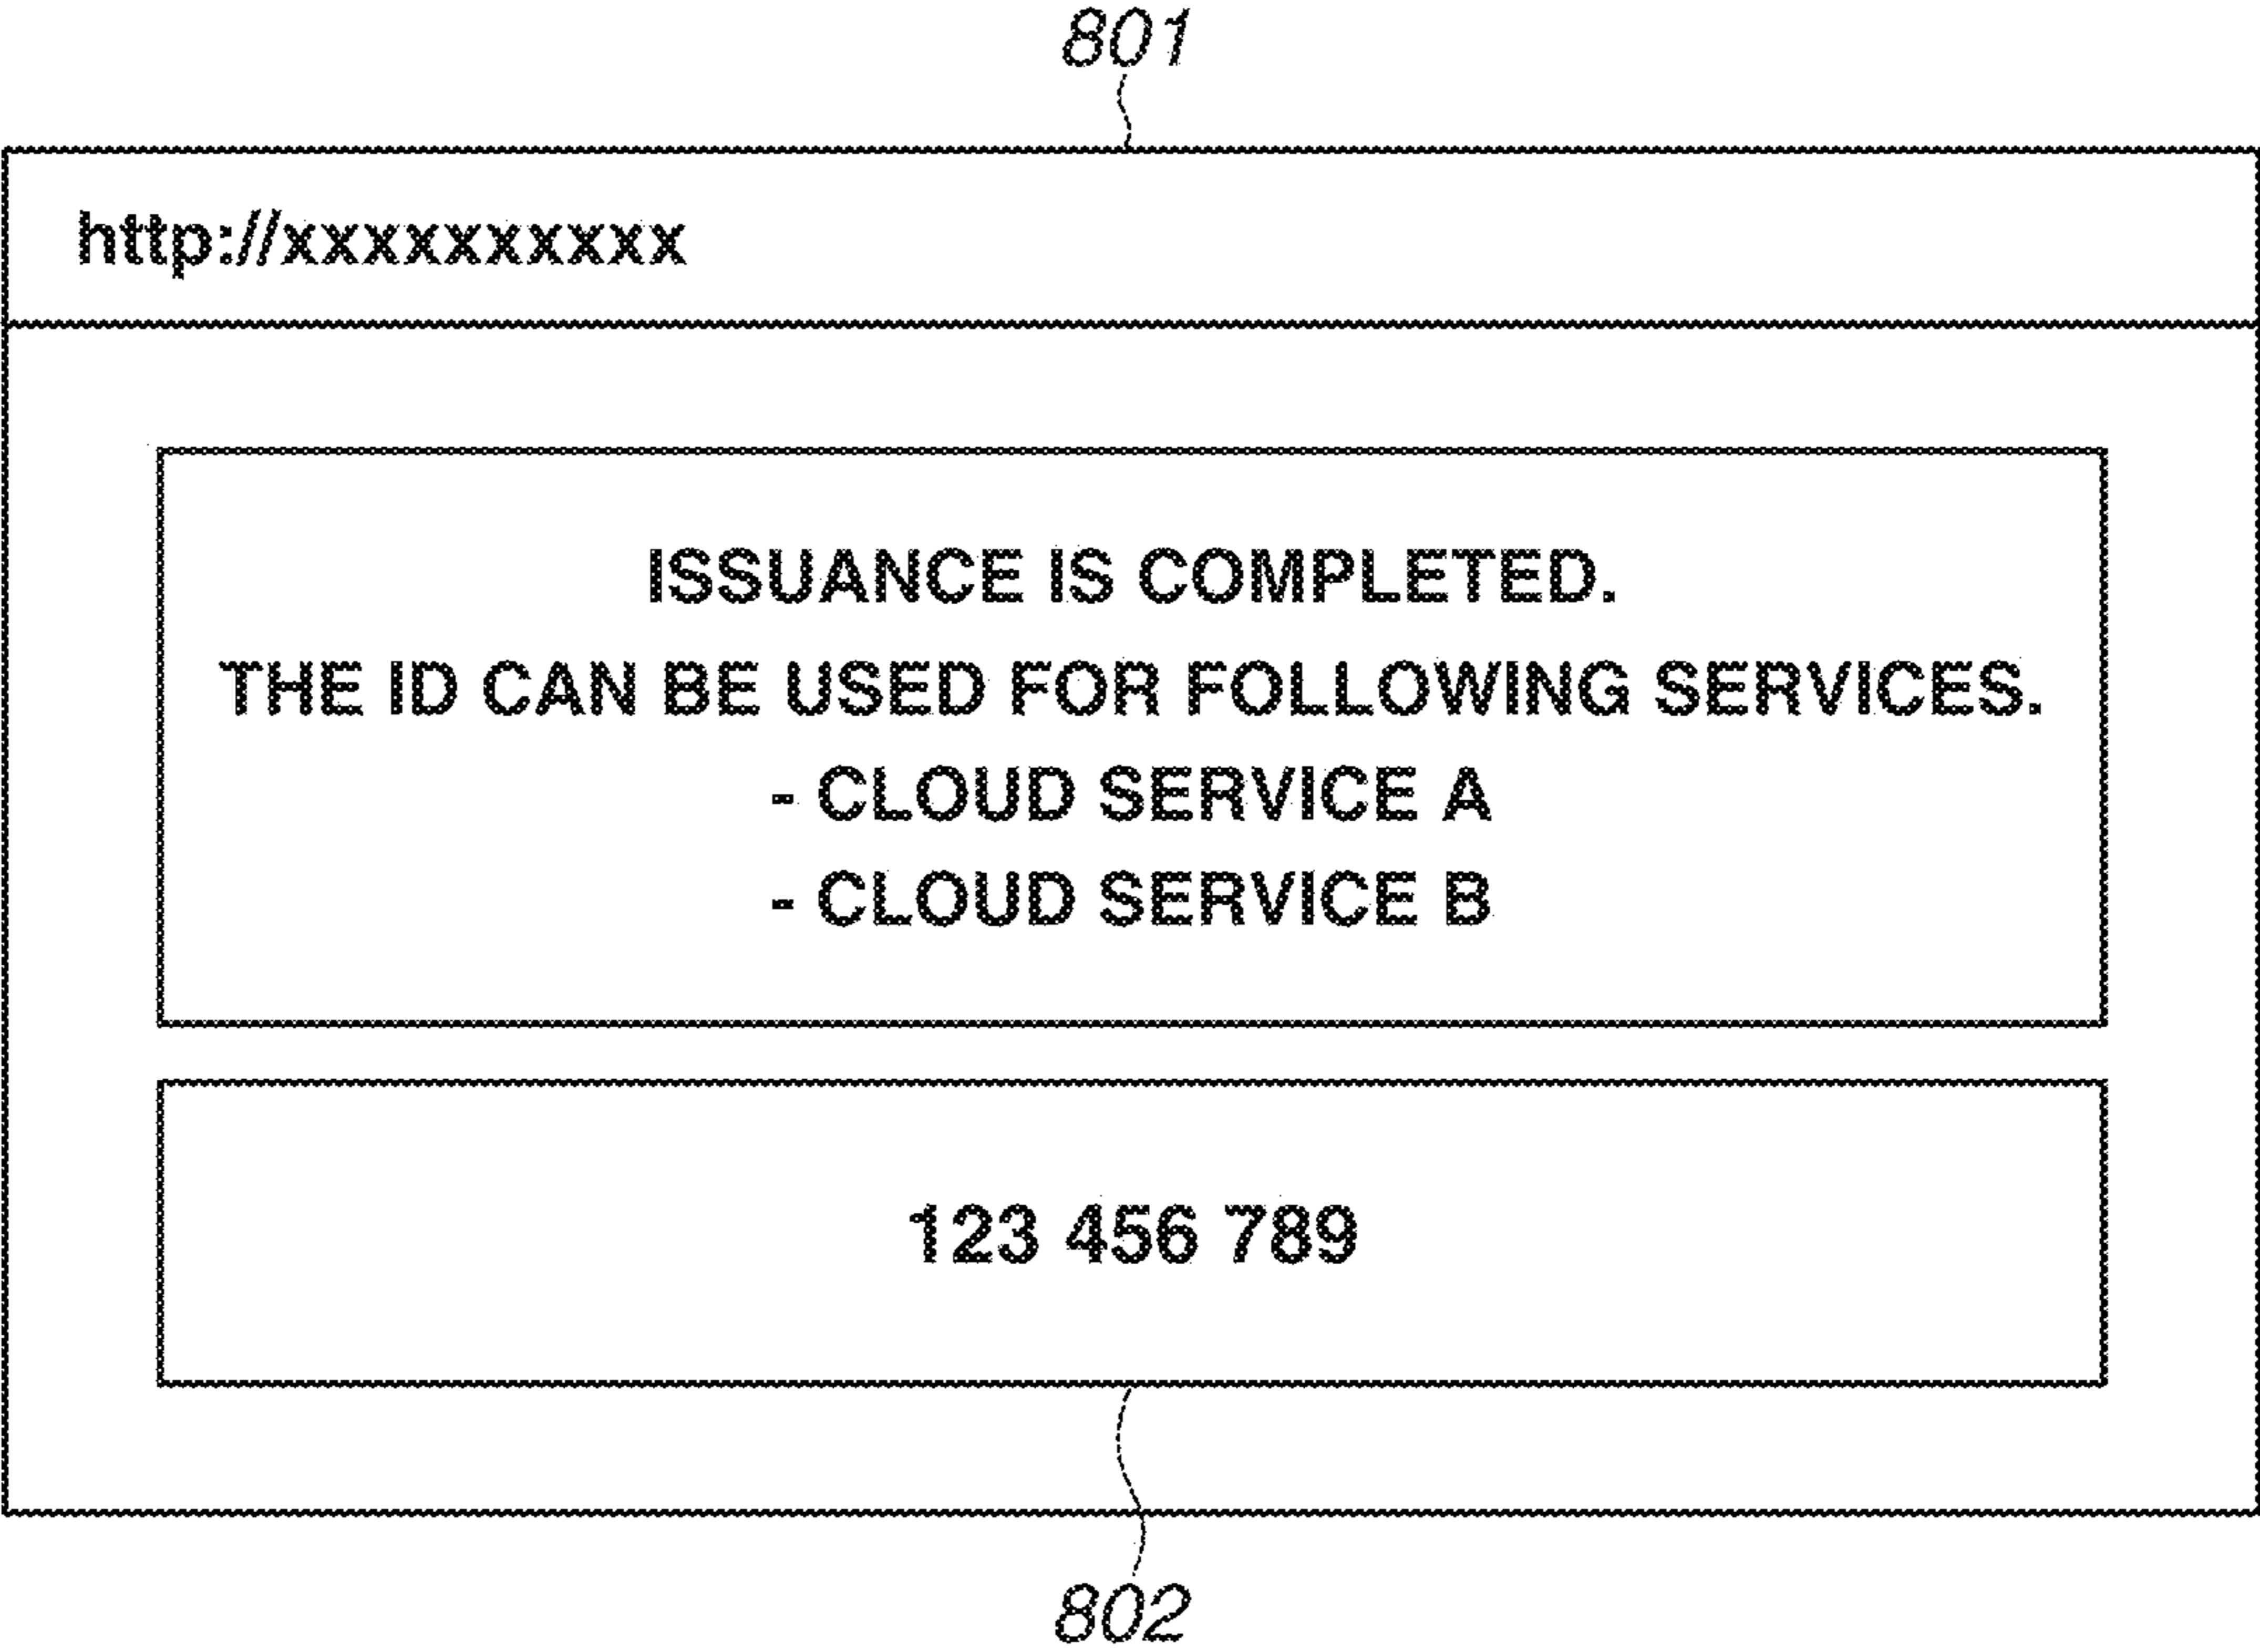 801
http://xxxxxxxxxx
ISSUANCE IS COMPLETED.
THE ID CAN BE USED FOR FOLLOWING SERVICES.
- CLOUD SERVICE A
- CLOUD SERVICE B
123 456 789
802